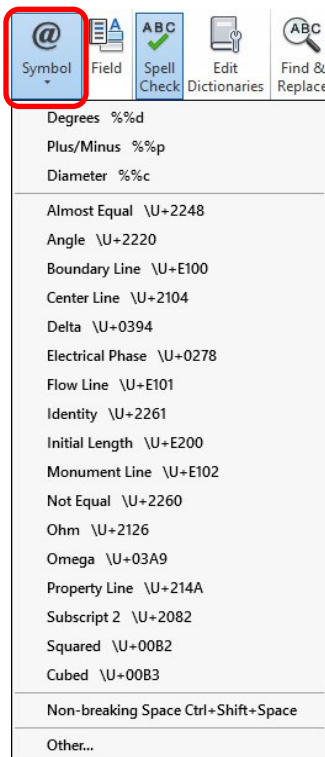 @ A ABC ABC
Symbol Field Spell Edit Find &
Check Dictionaries Replace
Degrees %%d
Plus/Minus %%p
Diameter %%c
Almost Equal \U+2248
Angle \U+2220
Boundary Line \U+E100
Center Line \U+2104
Delta \U+0394
Electrical Phase \U+0278
Flow Line \U+E101
Identity \U+2261
Initial Length \U+E200
Monument Line \U+E102
Not Equal \U+2260
Ohm \U+2126
Omega \U+03A9
Property Line \U+214A
Subscript 2 \U+2082
Squared \U+00B2
Cubed \U+00B3
Non-breaking Space Ctrl+Shift+Space
Other...